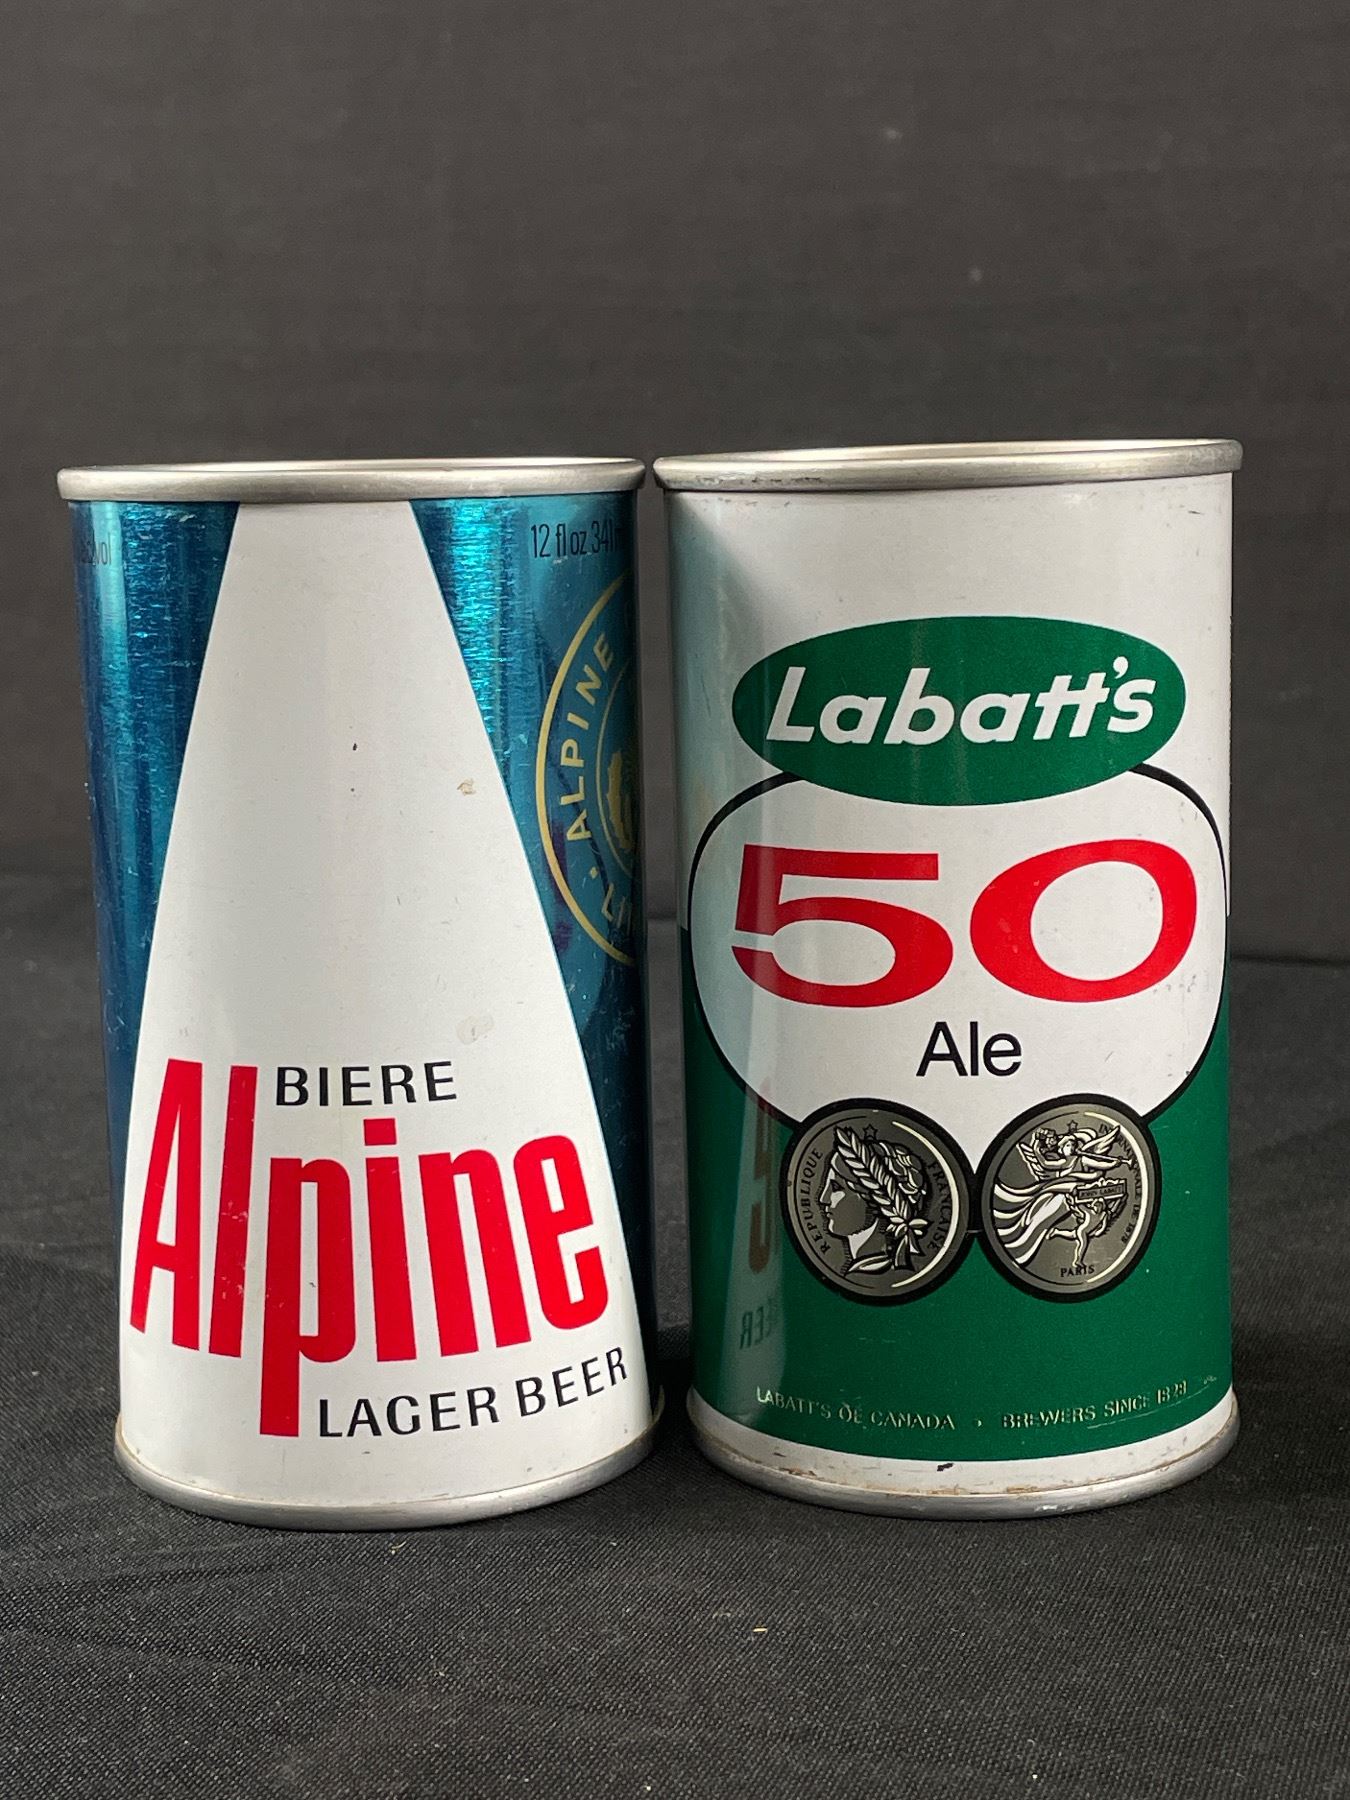 12 fl oz 341
ALPINE
BIERE
Alpine
LAGER BEER
Labatt's
50
Ale
REPUBLIQUE FRANÇAISE
PARIS
LABATT'S OF CANADA • BREWERS SINCE 1828